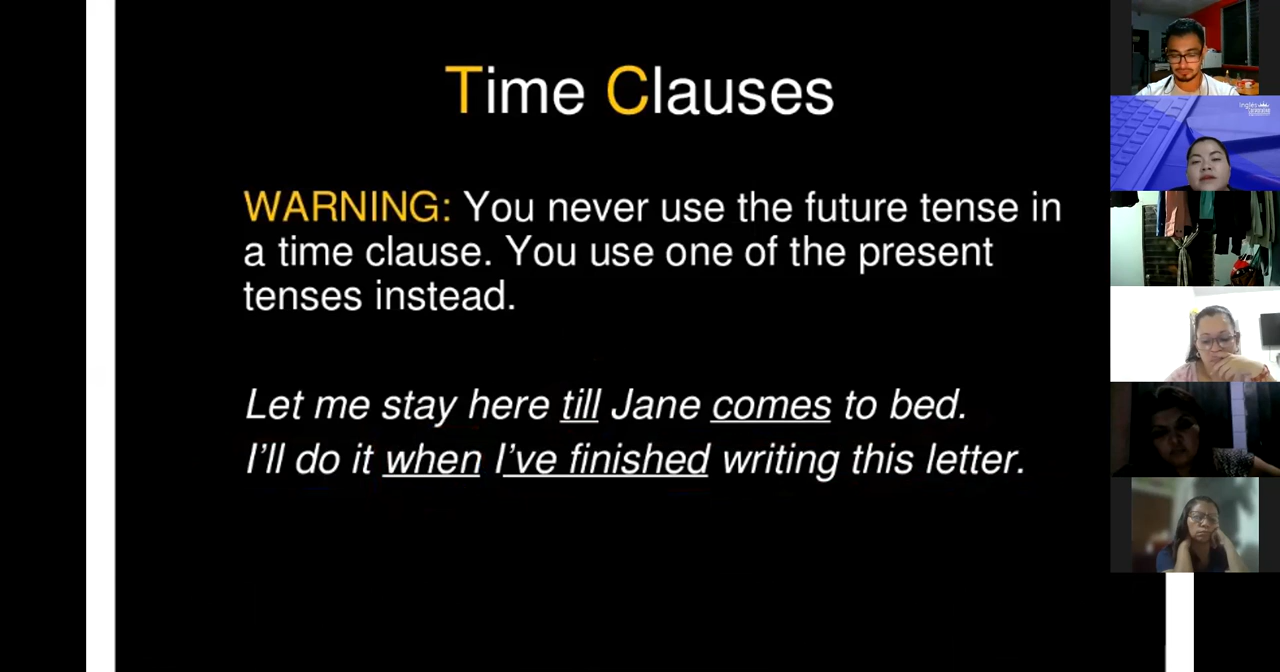 Time Clauses
WARNING: You never use the future tense in
a time clause. You use one of the present
tenses instead.
Let me stay here till Jane comes to bed.
I’ll do it when I’ve finished writing this letter.
Inglés